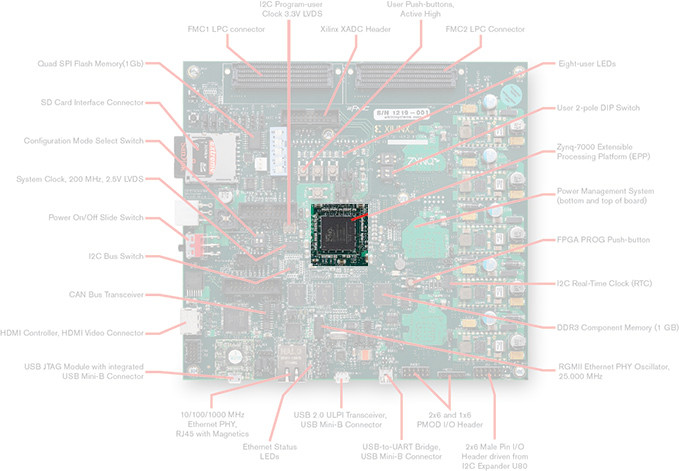 I2C Program-user
Clock 3.3V LVDS
User Push-buttons,
Active High
FMC1 LPC connector
Xilinx XADC Header
FMC2 LPC Connector
Quad SPI Flash Memory(1Gb)
Eight-user LEDs
SD Card Interface Connector
User 2-pole DIP Switch
Configuration Mode Select Switch
Zynq-7000 Extensible
Processing Platform (EPP)
System Clock, 200 MHz, 2.5V LVDS
Power Management System
(bottom and top of board)
Power On/Off Slide Switch
FPGA PROG Push-button
I2C Bus Switch
I2C Real-Time Clock (RTC)
CAN Bus Transceiver
HDMI Controller, HDMI Video Connector
DDR3 Component Memory (1 GB)
USB JTAG Module with integrated
USB Mini-B Connector
RGMII Ethernet PHY Oscillator,
25.000 MHz
10/100/1000 MHz
Ethernet PHY,
RJ45 with Magnetics
Ethernet Status
LEDs
USB 2.0 ULPI Transceiver,
USB Mini-B Connector
USB-to-UART Bridge,
USB Mini-B Connector
2x6 and 1x6
PMOD I/O Header
2x6 Male Pin I/O
Header driven from
I2C Expander U80
S/N 1219-001
XILINX
ZYNQ